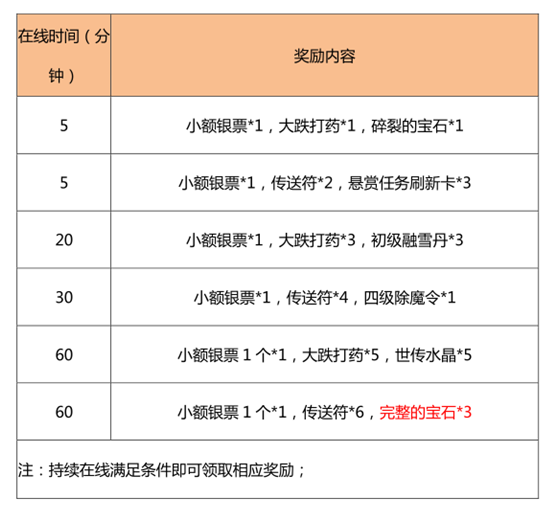 在线时间（分
钟）
奖励内容
5
小额银票*1，大跌打药*1，碎裂的宝石*1
5
小额银票*1，传送符*2，悬赏任务刷新卡*3
20
小额银票*1，大跌打药*3，初级融雪丹*3
30
小额银票*1，传送符*4，四级除魔令*1
60
小额银票 1 个*1，大跌打药*5，世传水晶*5
60
小额银票 1 个*1，传送符*6，完整的宝石*3
注：持续在线满足条件即可领取相应奖励；